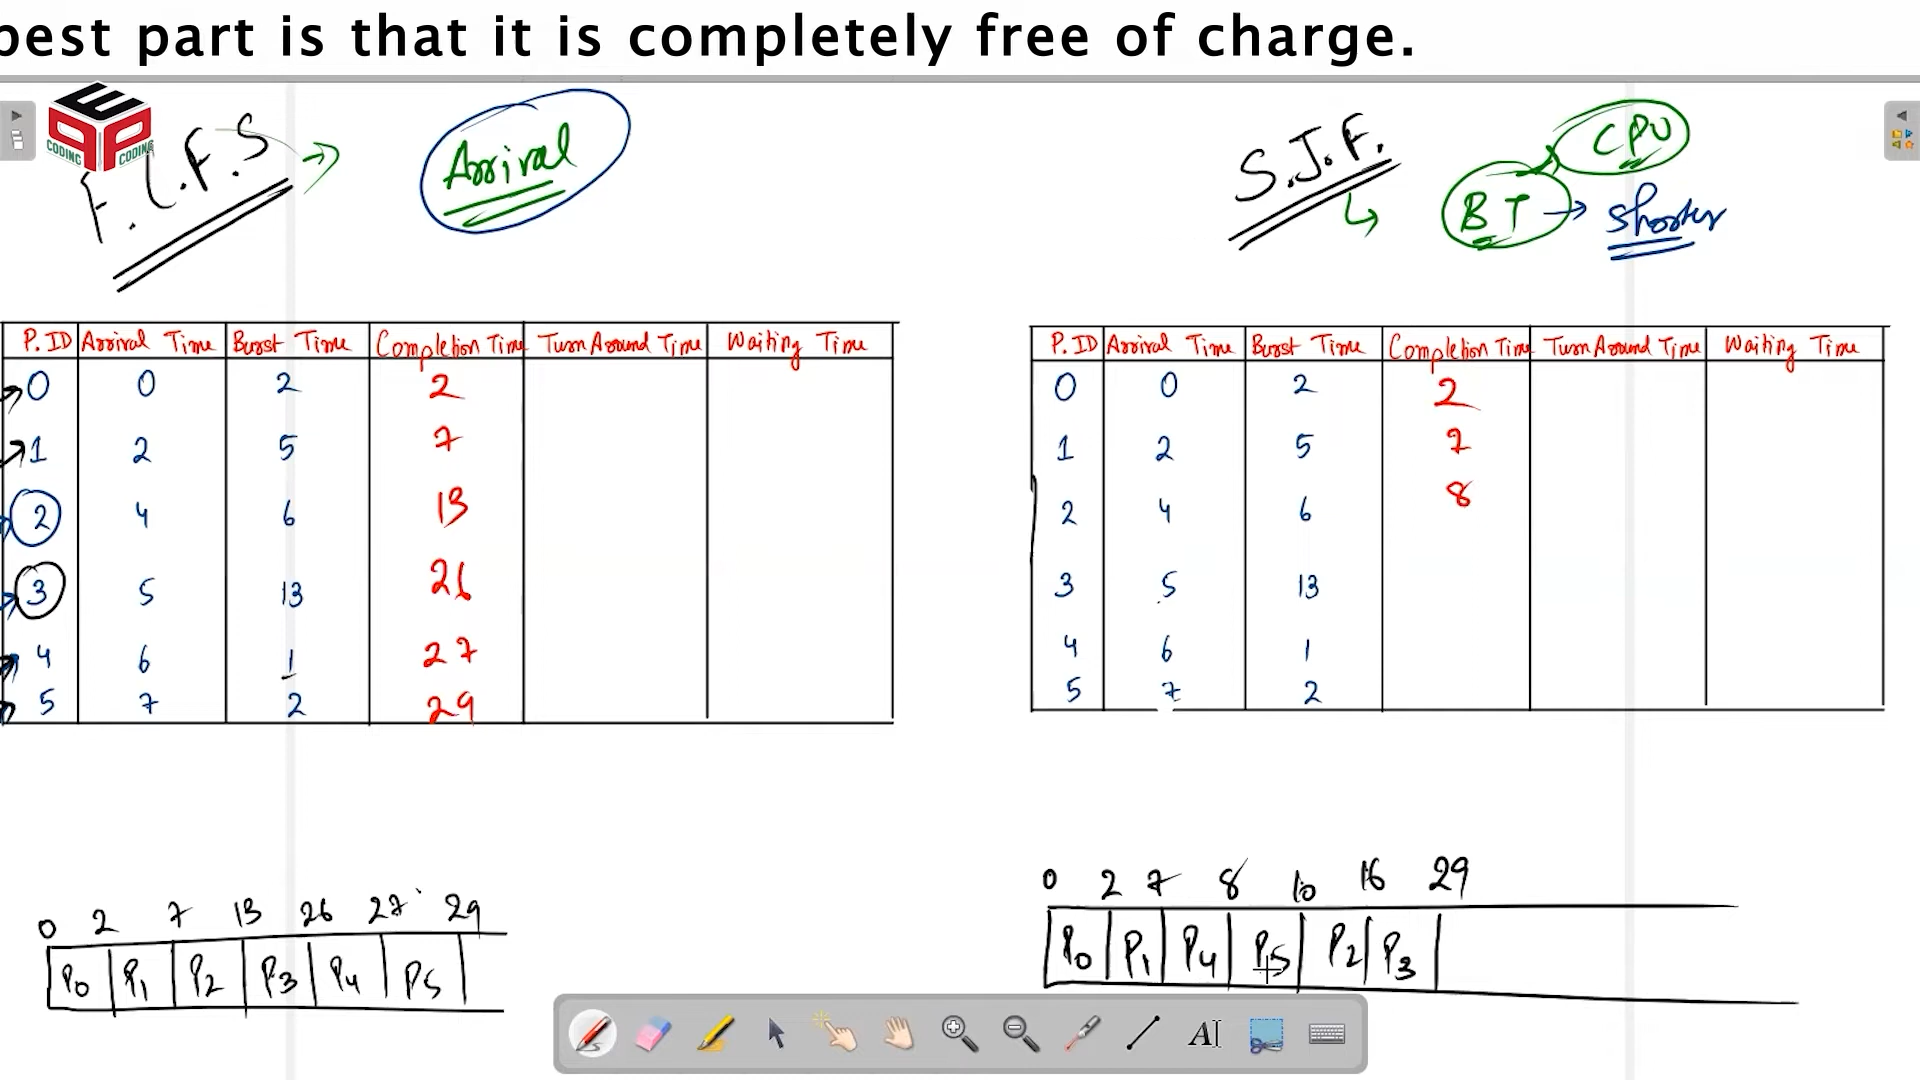 best part is that it is completely free of charge.
CODING CODING
F.C.F.S → Arrival
S.J.F. CPU
BT → Shorter
P.ID Arrival Time Burst Time Completion Time TurnAround Time Waiting Time
0 0 2 2
1 2 5 7
2 4 6 13
3 5 13 26
4 6 1 27
5 7 2 29
P.ID Arrival Time Burst Time Completion Time TurnAround Time Waiting Time
0 0 2 2
1 2 5 7
2 4 6 8
3 5 13
4 6 1
5 7 2
0 2 7 13 26 27 29
P0 P1 P2 P3 P4 P5
0 2 7 8 10 16 29
P0 P1 P4 P5 P2 P3
AI